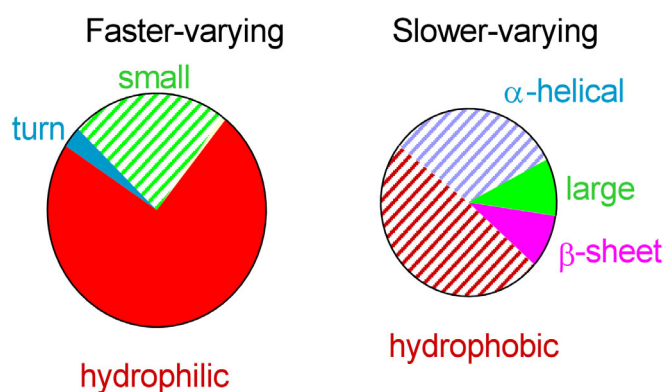 Faster-varying
Slower-varying
small
turn
α-helical
large
β-sheet
hydrophilic
hydrophobic